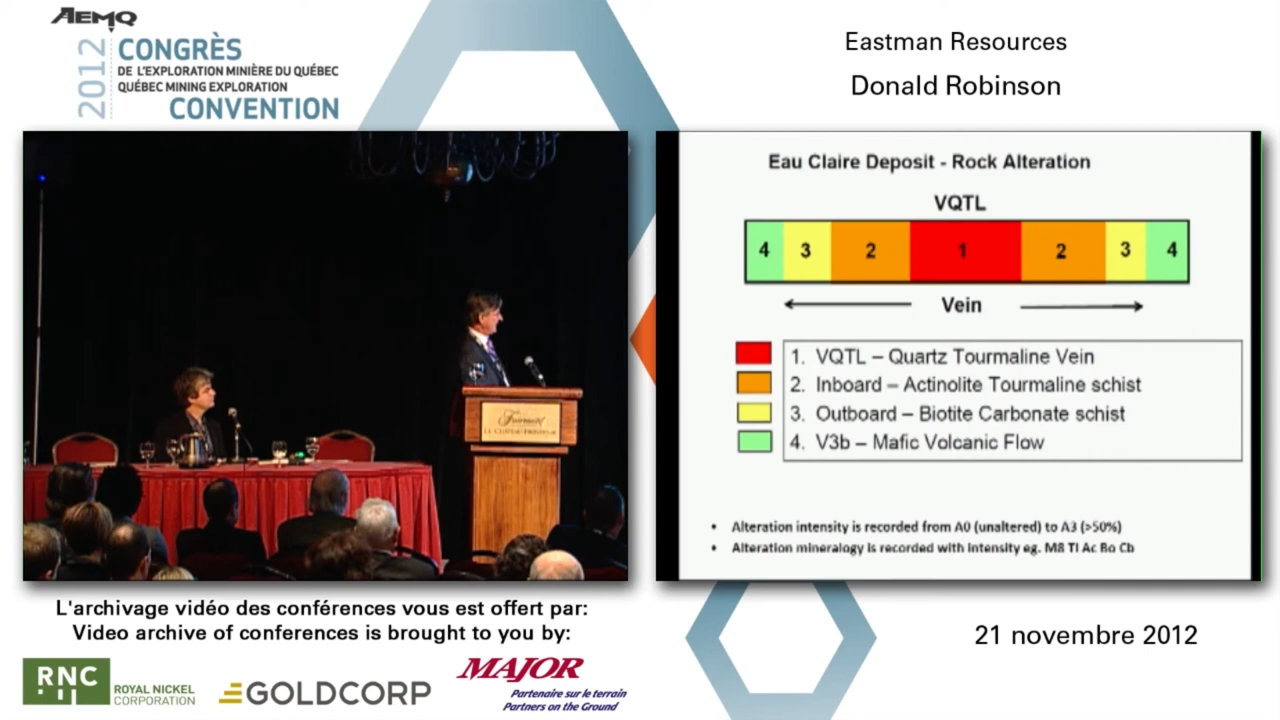 AEMQ
2012
CONGRÈS
DE L'EXPLORATION MINIÈRE DU QUÉBEC
QUÉBEC MINING EXPLORATION
CONVENTION
Eastman Resources
Donald Robinson
Fairmont
LE CHÂTEAU FRONTENAC
Eau Claire Deposit - Rock Alteration
VQTL
4 3 2 1 2 3 4
Vein
1. VQTL – Quartz Tourmaline Vein
2. Inboard – Actinolite Tourmaline schist
3. Outboard – Biotite Carbonate schist
4. V3b – Mafic Volcanic Flow
• Alteration intensity is recorded from A0 (unaltered) to A3 (>50%)
• Alteration mineralogy is recorded with intensity eg. M8 Tl Ac Bo Cb
L'archivage vidéo des conférences vous est offert par:
Video archive of conferences is brought to you by:
RNC
ROYAL NICKEL
CORPORATION
GOLDCORP
MAJOR
Partenaire sur le terrain
Partners on the Ground
21 novembre 2012